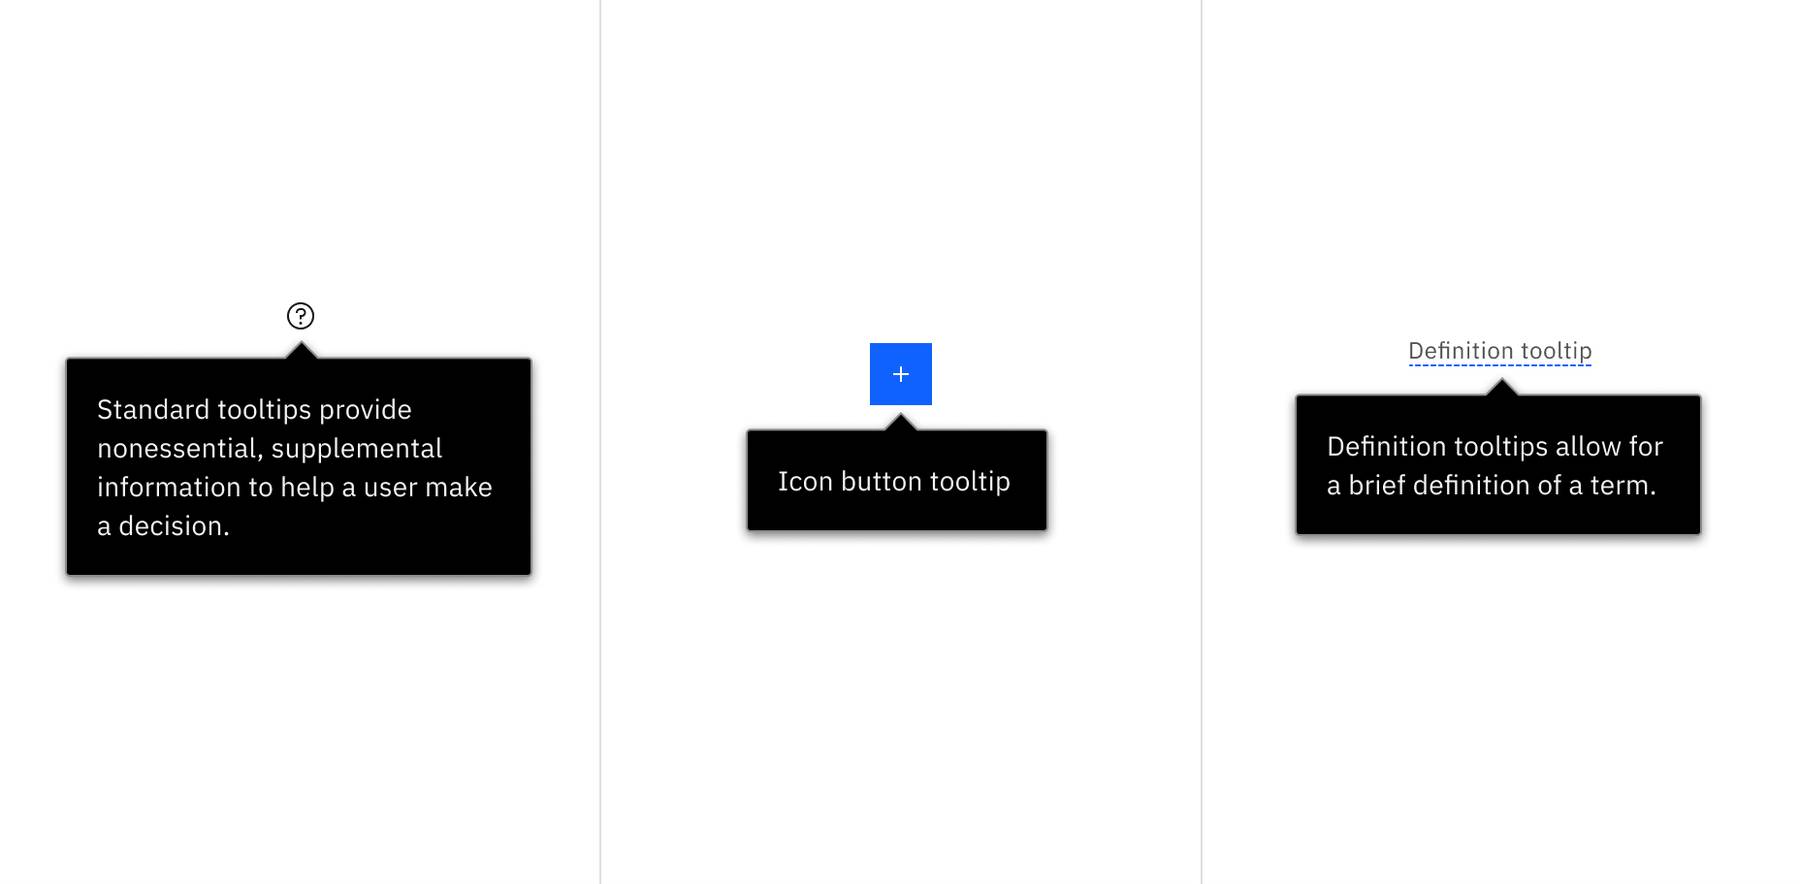 Standard tooltips provide
nonessential, supplemental
information to help a user make
a decision.
Icon button tooltip
Definition tooltip
Definition tooltips allow for
a brief definition of a term.